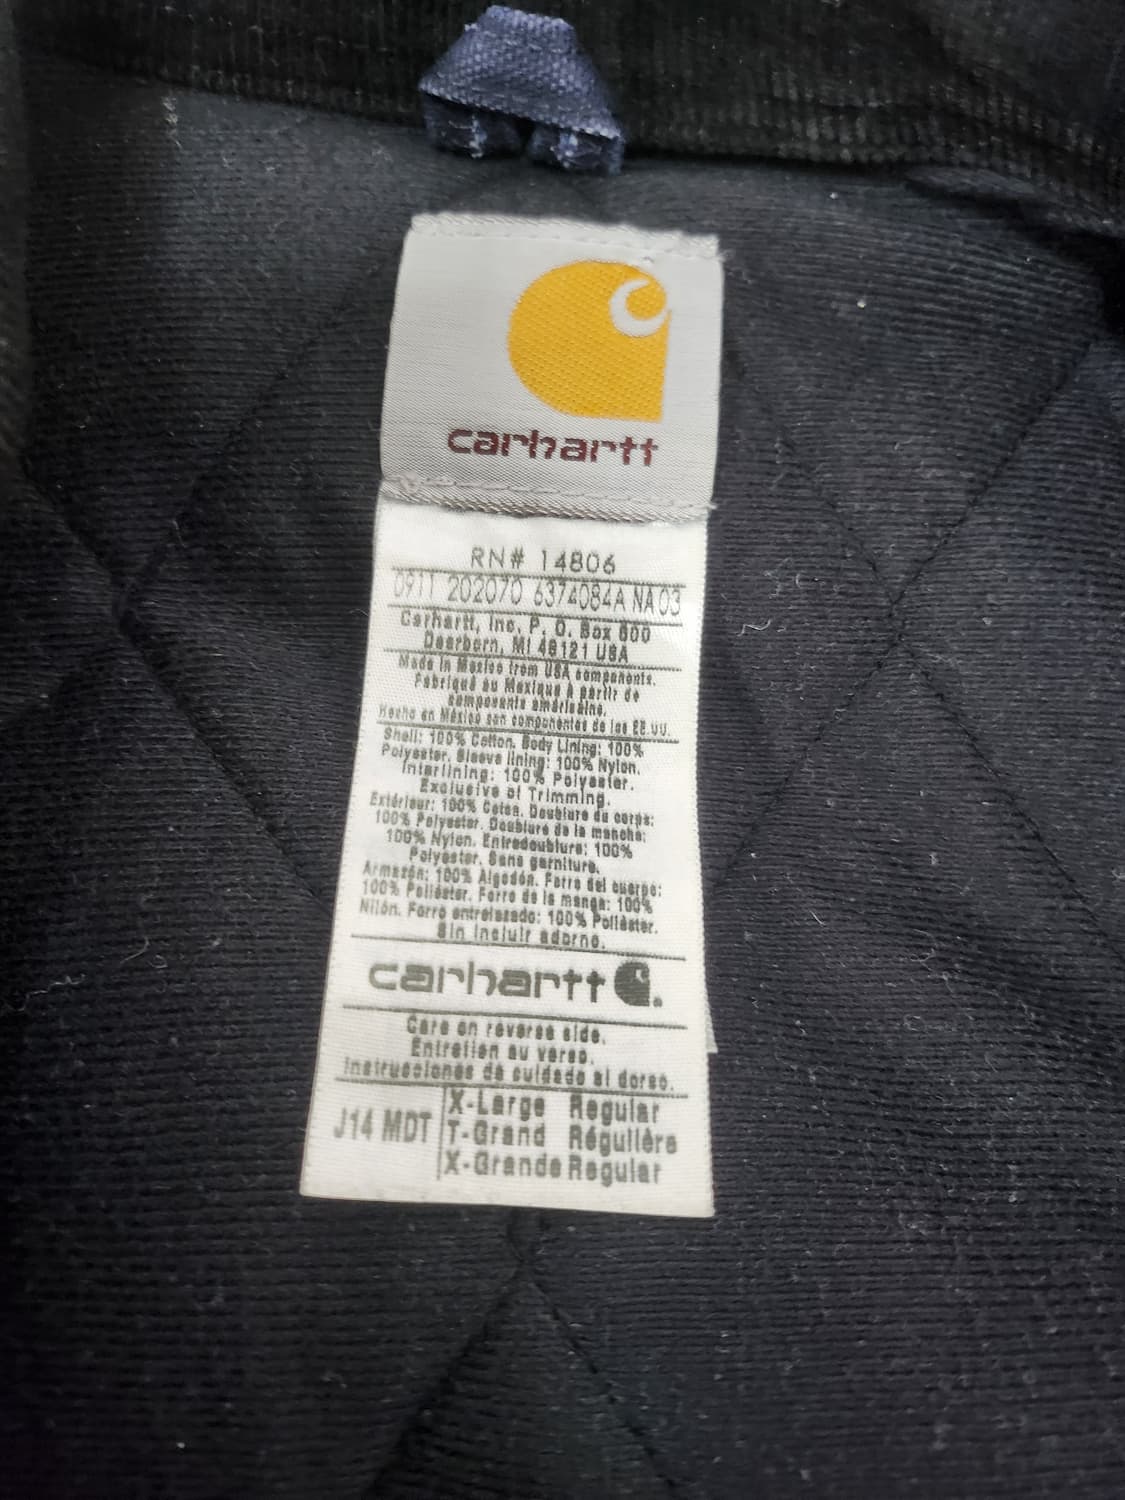 carhartt
RN# 14806
0911 202070 6374084A NA03
Carhartt, Inc. P. O. Box 600
Dearborn, MI 48121 USA
Made in Mexico from USA components.
Fabriqué au Mexique à partir de
composants américains.
Hecho en México con componentes de los EE.UU.
Shell: 100% Cotton. Body Lining: 100%
Polyester. Sleeve lining: 100% Nylon.
Interlining: 100% Polyester.
Exclusive of Trimming.
Extérieur: 100% Coton. Doublure du corps:
100% Polyester. Doublure de la manche:
100% Nylon. Entredoublure: 100%
Polyester. Sans garniture.
Armazón: 100% Algodón. Forro del cuerpo:
100% Poliéster. Forro de la manga: 100%
Nilón. Forro entrelazado: 100% Poliéster.
Sin incluir adorno.
carhartt
Care on reverse side.
Entretien au verso.
Instrucciones de cuidado al dorso.
J14 MDT X-Large Regular
T-Grand Régulière
X-Grande Regular